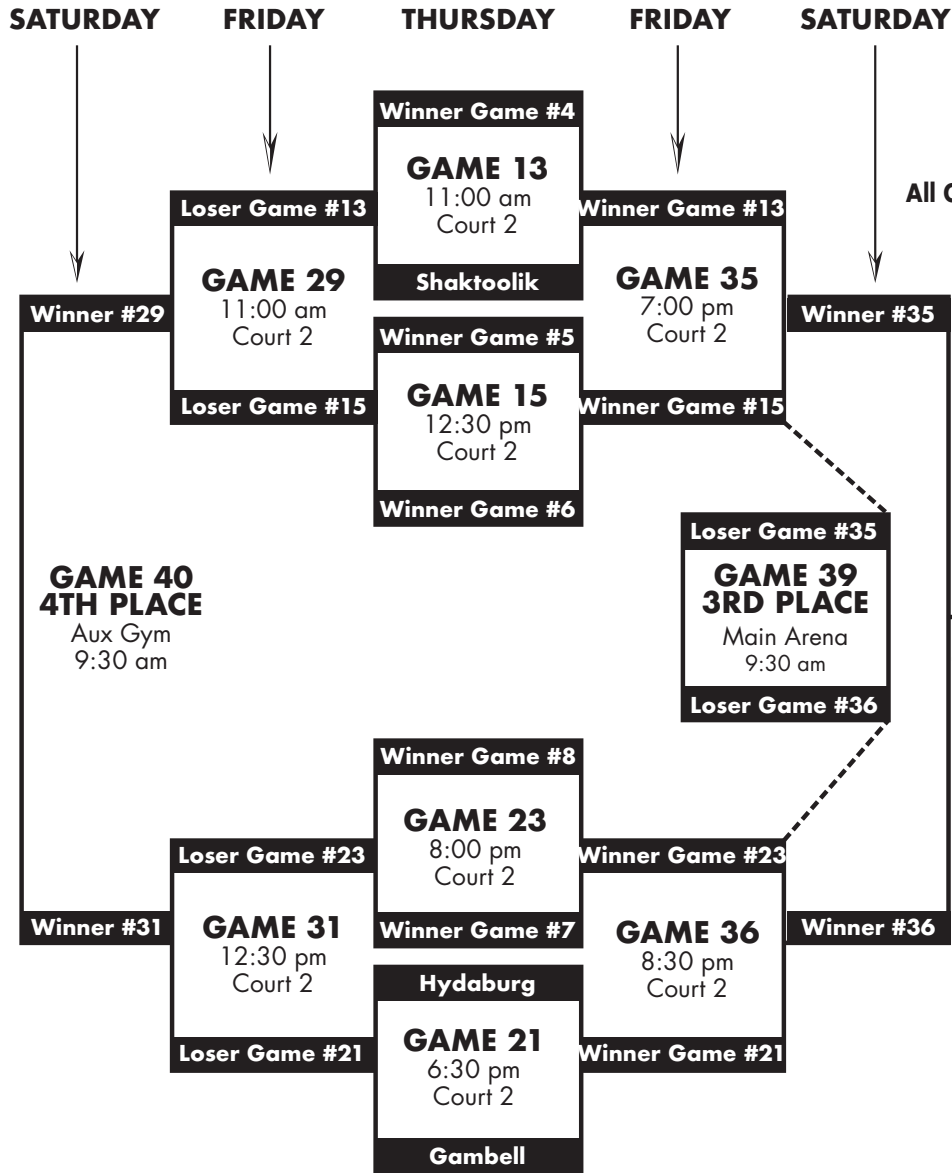 SATURDAY FRIDAY THURSDAY FRIDAY SATURDAY
Winner Game #4
GAME 13
11:00 am
Court 2
Shaktoolik
Loser Game #13
GAME 29
11:00 am
Court 2
Loser Game #15
Winner Game #13
GAME 35
7:00 pm
Court 2
Winner Game #15
All
Winner #29
Winner #35
Winner Game #5
GAME 15
12:30 pm
Court 2
Winner Game #6
GAME 40
4TH PLACE
Aux Gym
9:30 am
Loser Game #35
GAME 39
3RD PLACE
Main Arena
9:30 am
Loser Game #36
Winner Game #8
GAME 23
8:00 pm
Court 2
Winner Game #7
Loser Game #23
GAME 31
12:30 pm
Court 2
Loser Game #21
Winner Game #23
GAME 36
8:30 pm
Court 2
Winner Game #21
Winner #31
Winner #36
Hydaburg
GAME 21
6:30 pm
Court 2
Gambell